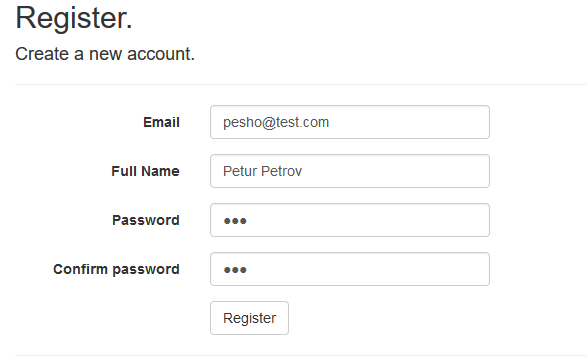 Register.
Create a new account.
Email pesho@test.com
Full Name Petur Petrov
Password ●●●
Confirm password ●●●
Register